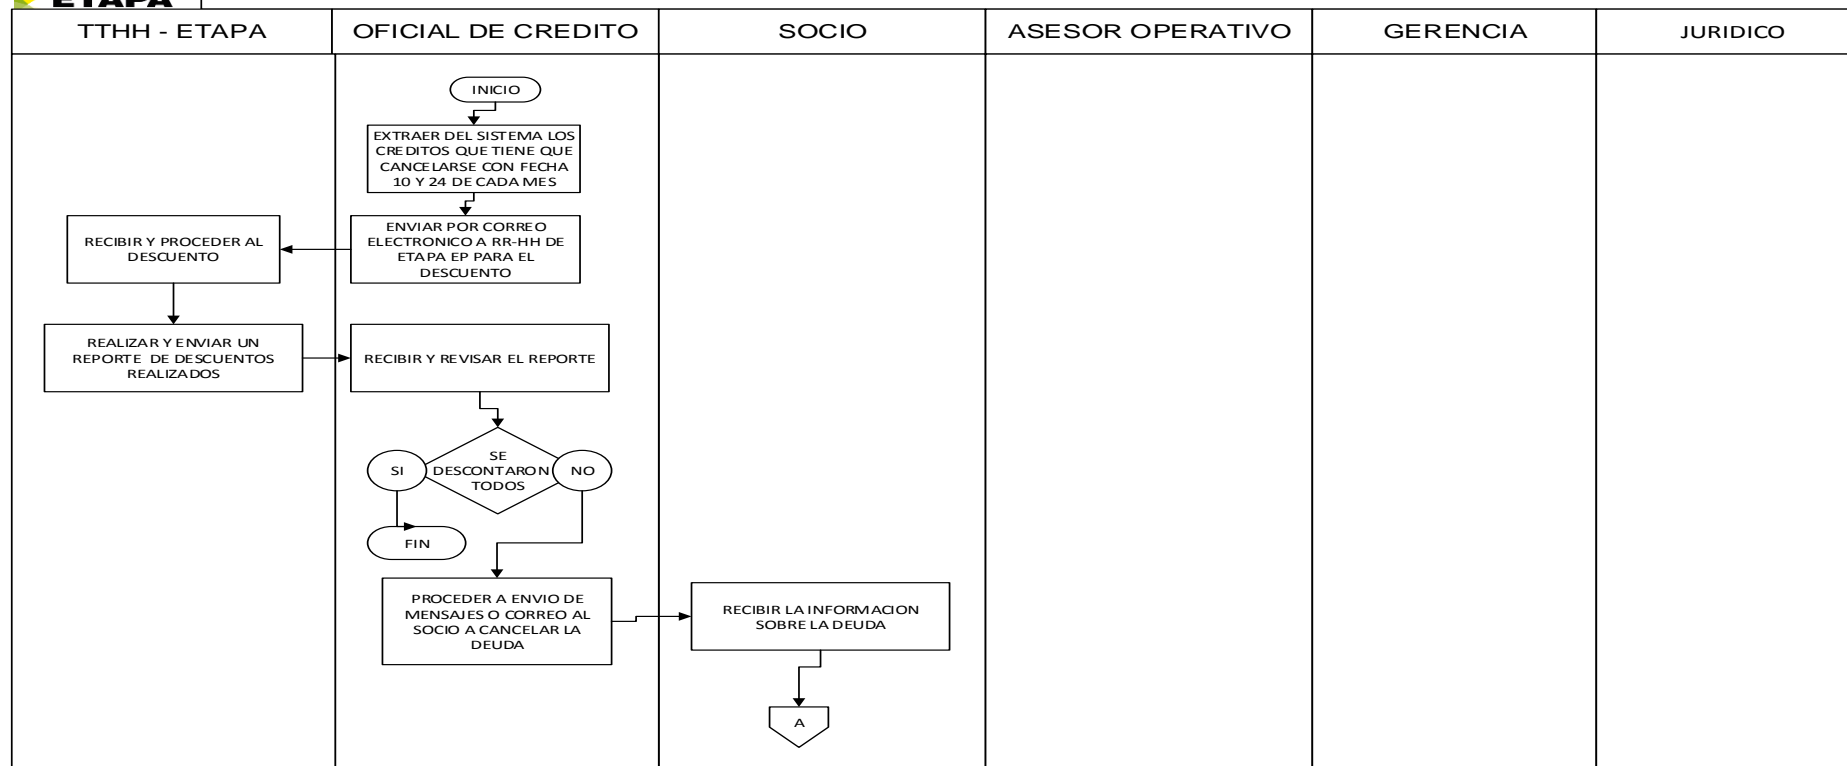 ETAPA
TTHH - ETAPA
OFICIAL DE CREDITO
SOCIO
ASESOR OPERATIVO
GERENCIA
JURIDICO
INICIO
EXTRAER DEL SISTEMA LOS
CREDITOS QUE TIENE QUE
CANCELARSE CON FECHA
10 Y 24 DE CADA MES
ENVIAR POR CORREO
ELECTRONICO A RR-HH DE
ETAPA EP PARA EL
DESCUENTO
RECIBIR Y PROCEDER AL
DESCUENTO
REALIZAR Y ENVIAR UN
REPORTE DE DESCUENTOS
REALIZADOS
RECIBIR Y REVISAR EL REPORTE
SE
DESCONTARON
TODOS
SI
NO
FIN
PROCEDER A ENVIO DE
MENSAJES O CORREO AL
SOCIO A CANCELAR LA
DEUDA
RECIBIR LA INFORMACION
SOBRE LA DEUDA
A